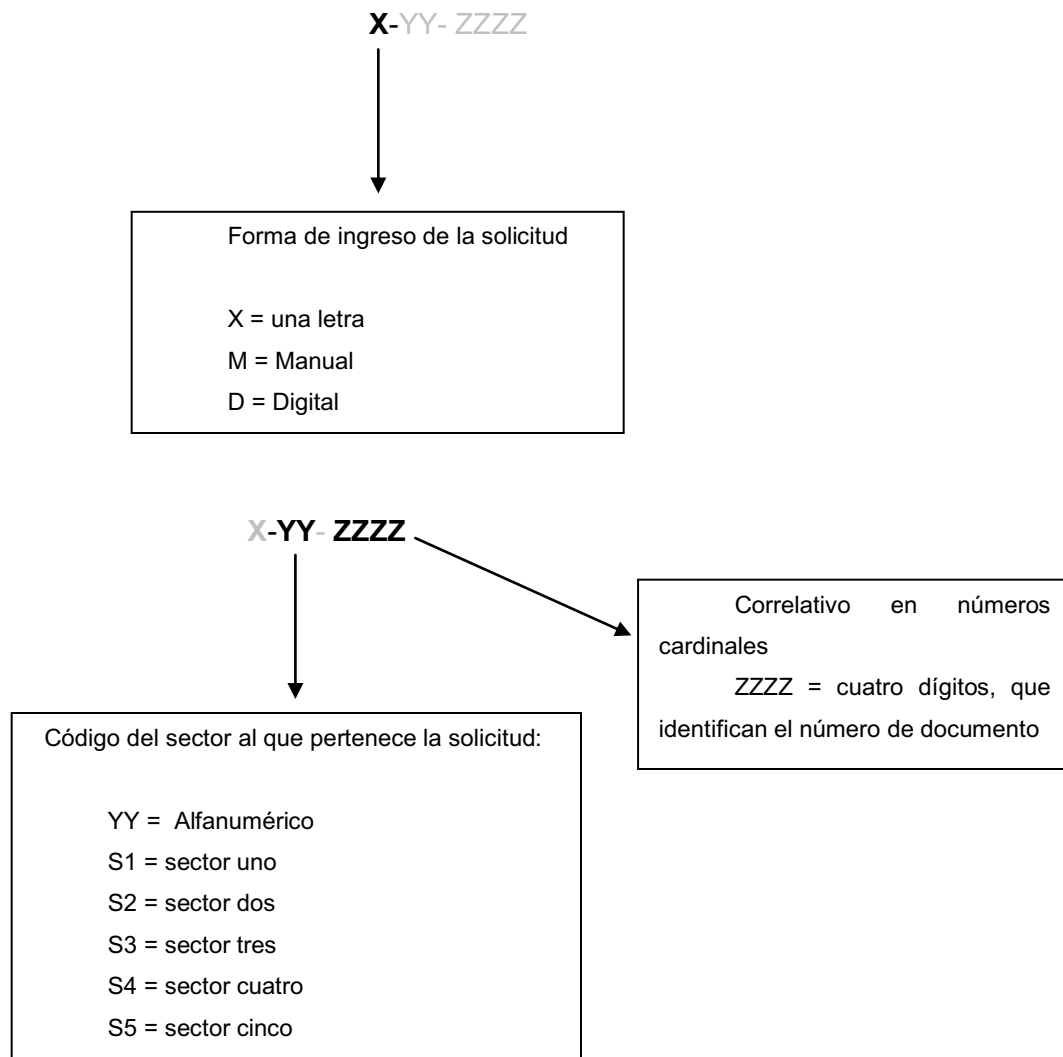 X-YY- ZZZZ
Forma de ingreso de la solicitud
X = una letra
M = Manual
D = Digital
X-YY- ZZZZ
Correlativo en números
cardinales
ZZZZ = cuatro dígitos, que
identifican el número de documento
Código del sector al que pertenece la solicitud:
YY = Alfanumérico
S1 = sector uno
S2 = sector dos
S3 = sector tres
S4 = sector cuatro
S5 = sector cinco